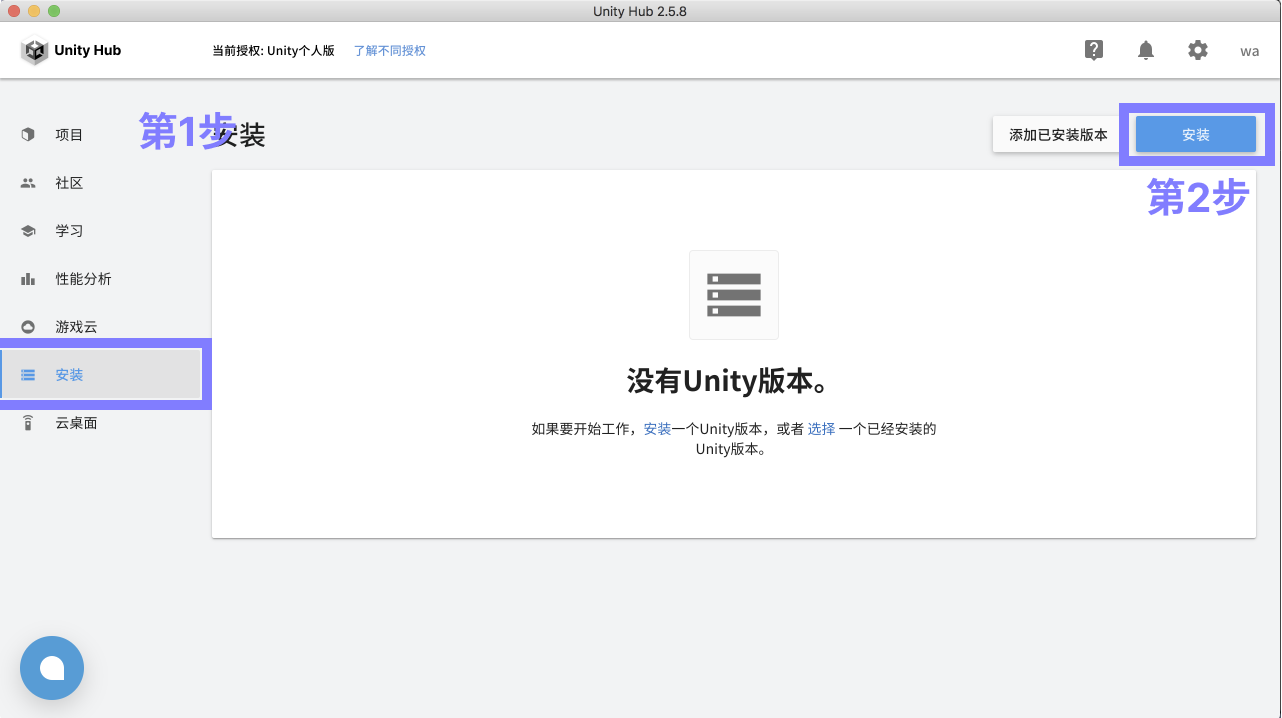 Unity Hub 2.5.8
Unity Hub
当前授权: Unity个人版 了解不同授权
wa
项目
社区
学习
性能分析
游戏云
安装
云桌面
第1步
安装
添加已安装版本
安装
第2步
没有Unity版本。
如果要开始工作，安装一个Unity版本，或者 选择 一个已经安装的
Unity版本。